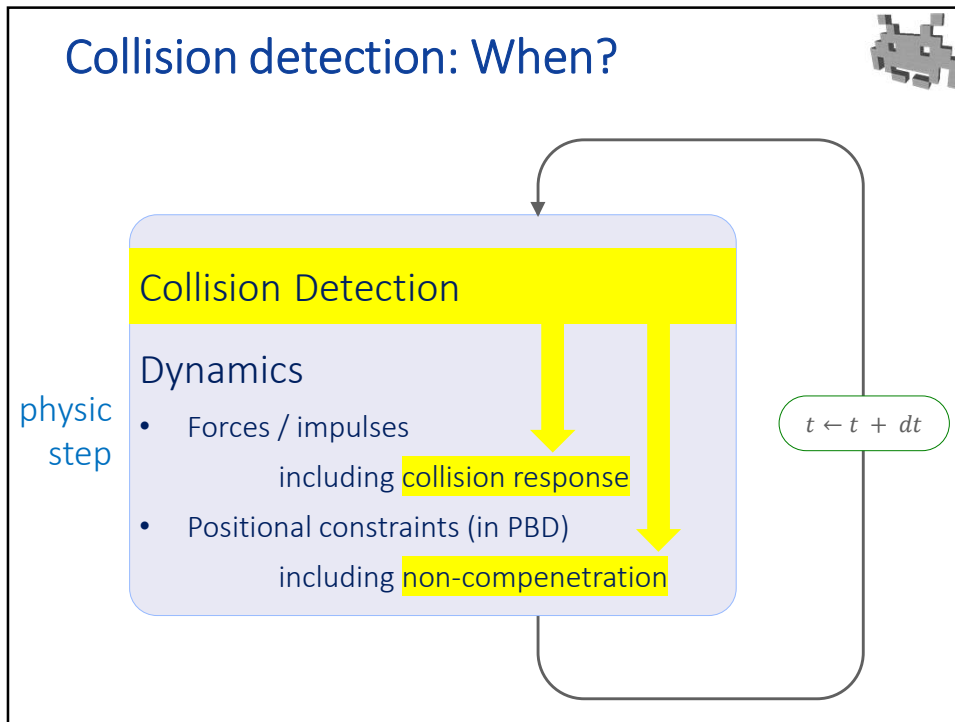 Collision detection: When?
Collision Detection
Dynamics
physic
step
• Forces / impulses
including collision response
• Positional constraints (in PBD)
including non-compenetration
t ← t + dt